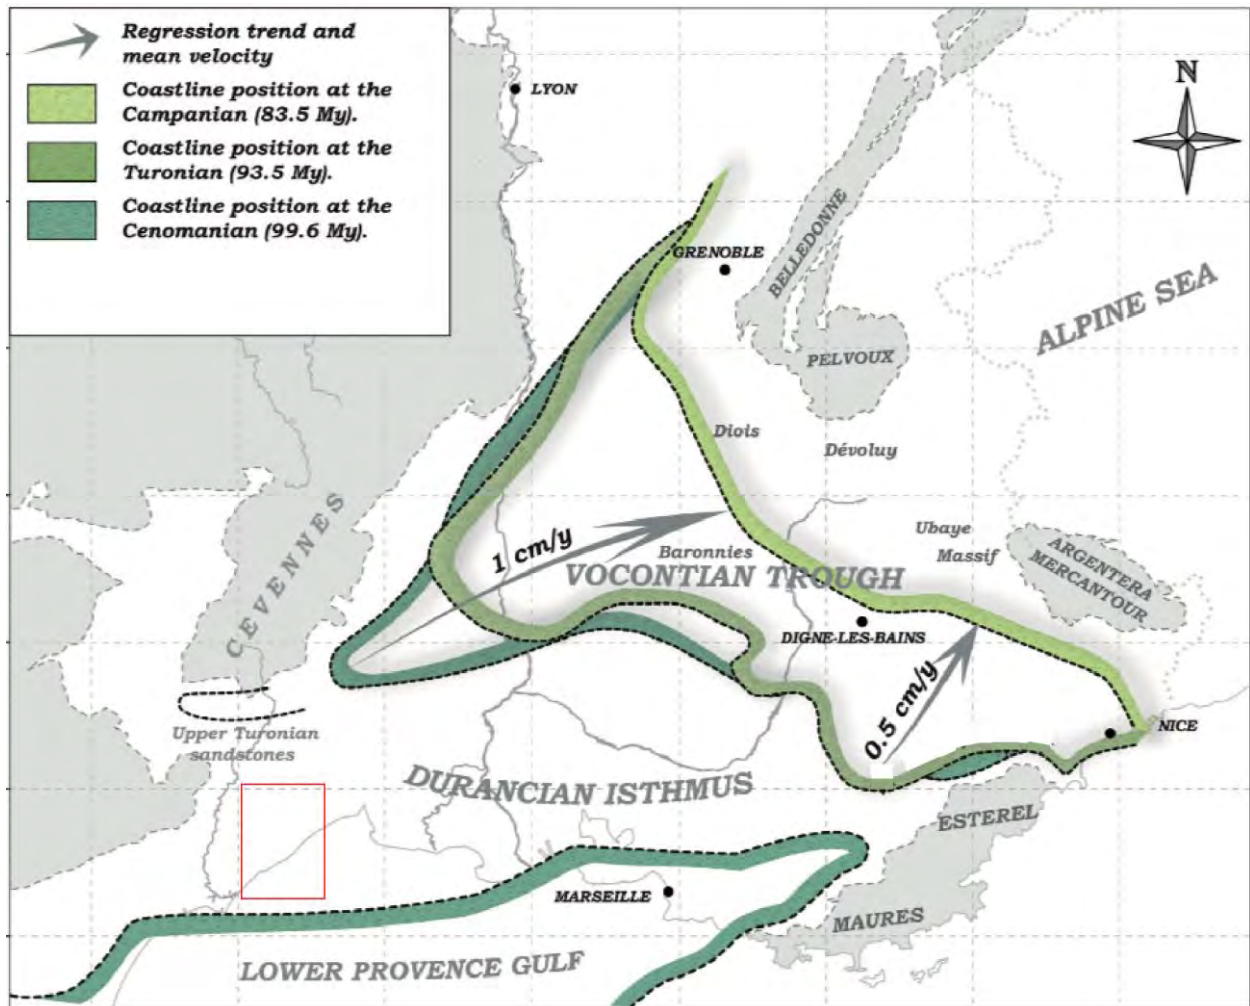 Regression trend and
mean velocity
Coastline position at the
Campanian (83.5 My).
Coastline position at the
Turonian (93.5 My).
Coastline position at the
Cenomanian (99.6 My).
LYON
N
GRENOBLE
BELLEDONNE
ALPINE SEA
PELVOUX
Diois
Dévoluy
CEVENNES
1 cm/y
Baronnies
Ubaye
Massif
ARGENTERA
MERCANTOUR
VOCONTIAN TROUGH
DIGNE-LES-BAINS
0.5 cm/y
Upper Turonian
sandstones
NICE
DURANCIAN ISTHMUS
ESTEREL
MARSEILLE
MAURES
LOWER PROVENCE GULF